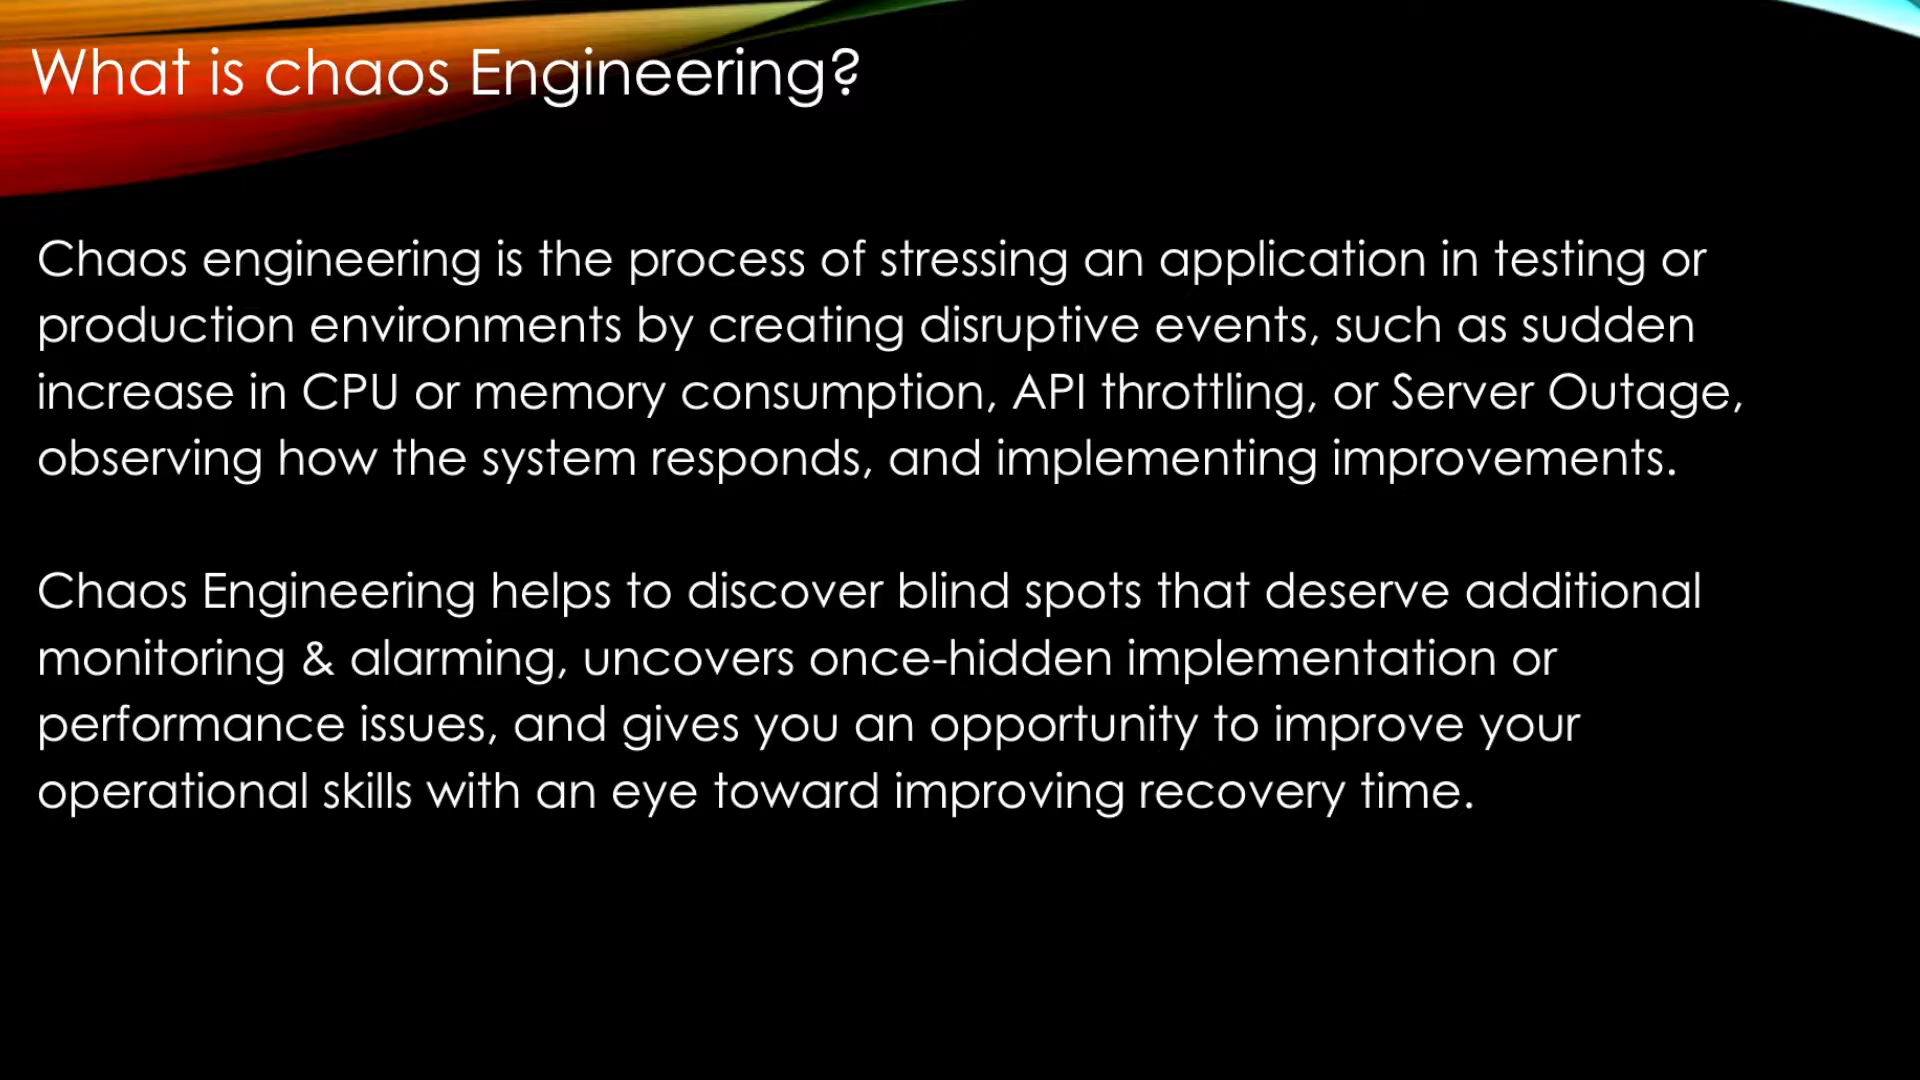 What is chaos Engineering?
Chaos engineering is the process of stressing an application in testing or
production environments by creating disruptive events, such as sudden
increase in CPU or memory consumption, API throttling, or Server Outage,
observing how the system responds, and implementing improvements.
Chaos Engineering helps to discover blind spots that deserve additional
monitoring & alarming, uncovers once-hidden implementation or
performance issues, and gives you an opportunity to improve your
operational skills with an eye toward improving recovery time.